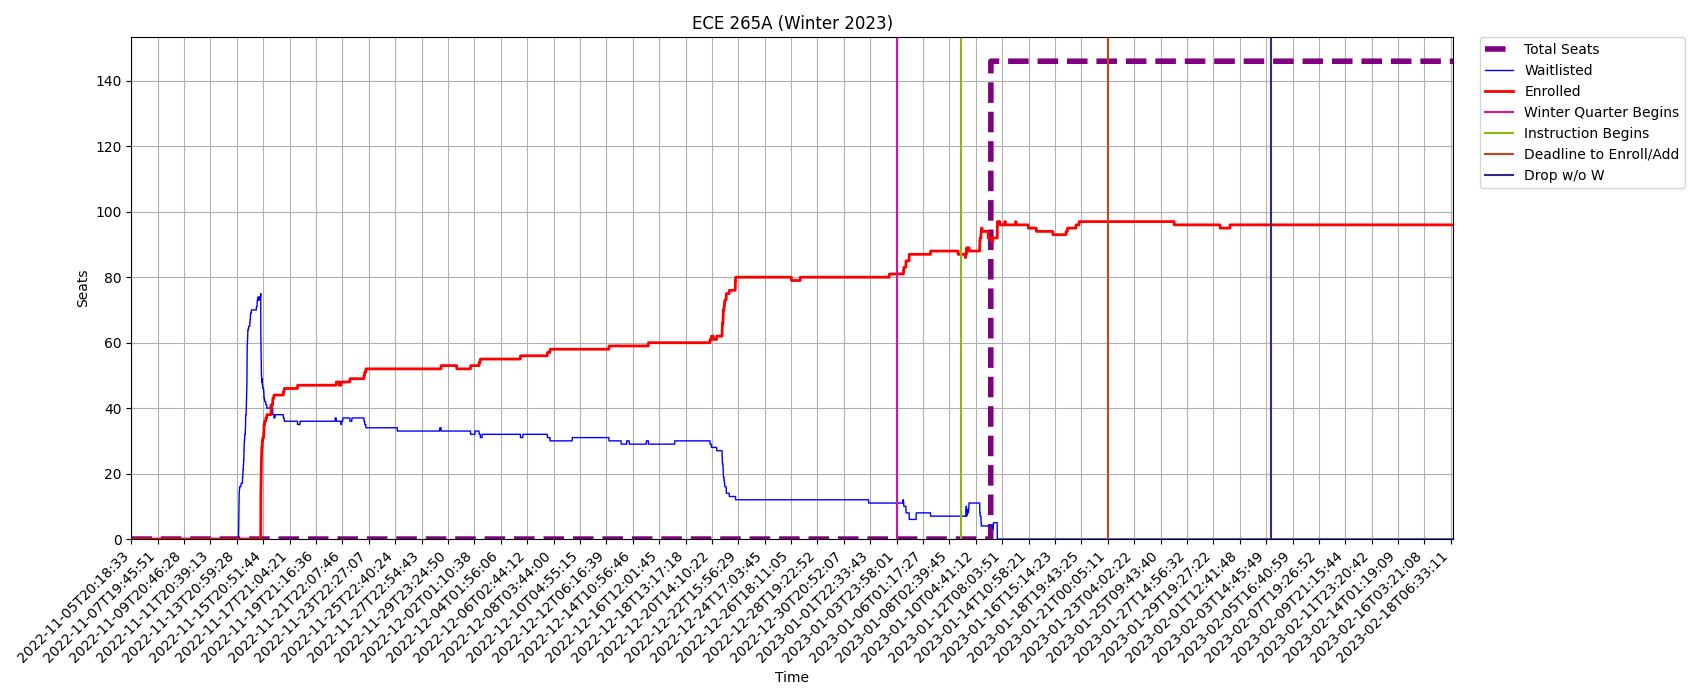 ECE 265A (Winter 2023)
Total Seats
Waitlisted
Enrolled
Winter Quarter Begins
Instruction Begins
Deadline to Enroll/Add
Drop w/o W
Seats
140
120
100
80
60
40
20
0
2022-11-05T20:18:33
2022-11-07T19:45:51
2022-11-09T20:46:28
2022-11-11T20:39:13
2022-11-13T20:59:28
2022-11-15T20:51:44
2022-11-17T21:04:21
2022-11-19T21:16:36
2022-11-21T22:07:46
2022-11-23T22:27:07
2022-11-25T22:40:24
2022-11-27T22:54:43
2022-11-29T23:24:50
2022-12-02T01:10:38
2022-12-04T01:56:06
2022-12-06T02:44:12
2022-12-08T03:44:00
2022-12-10T04:55:15
2022-12-12T06:16:39
2022-12-14T10:56:46
2022-12-16T12:01:45
2022-12-18T13:17:18
2022-12-20T14:10:22
2022-12-22T15:56:29
2022-12-24T17:03:45
2022-12-26T18:11:05
2022-12-28T19:22:52
2022-12-30T20:52:07
2023-01-01T22:33:43
2023-01-03T23:58:01
2023-01-06T01:17:27
2023-01-08T02:39:45
2023-01-10T04:41:12
2023-01-12T08:03:51
2023-01-14T10:58:21
2023-01-16T15:14:23
2023-01-18T19:43:25
2023-01-21T00:05:11
2023-01-23T04:02:22
2023-01-25T09:43:40
2023-01-27T14:56:32
2023-01-29T19:27:22
2023-02-01T12:41:48
2023-02-03T14:45:49
2023-02-05T16:40:59
2023-02-07T19:26:52
2023-02-09T21:15:44
2023-02-11T23:20:42
2023-02-14T01:19:09
2023-02-16T03:21:08
2023-02-18T06:33:11
Time